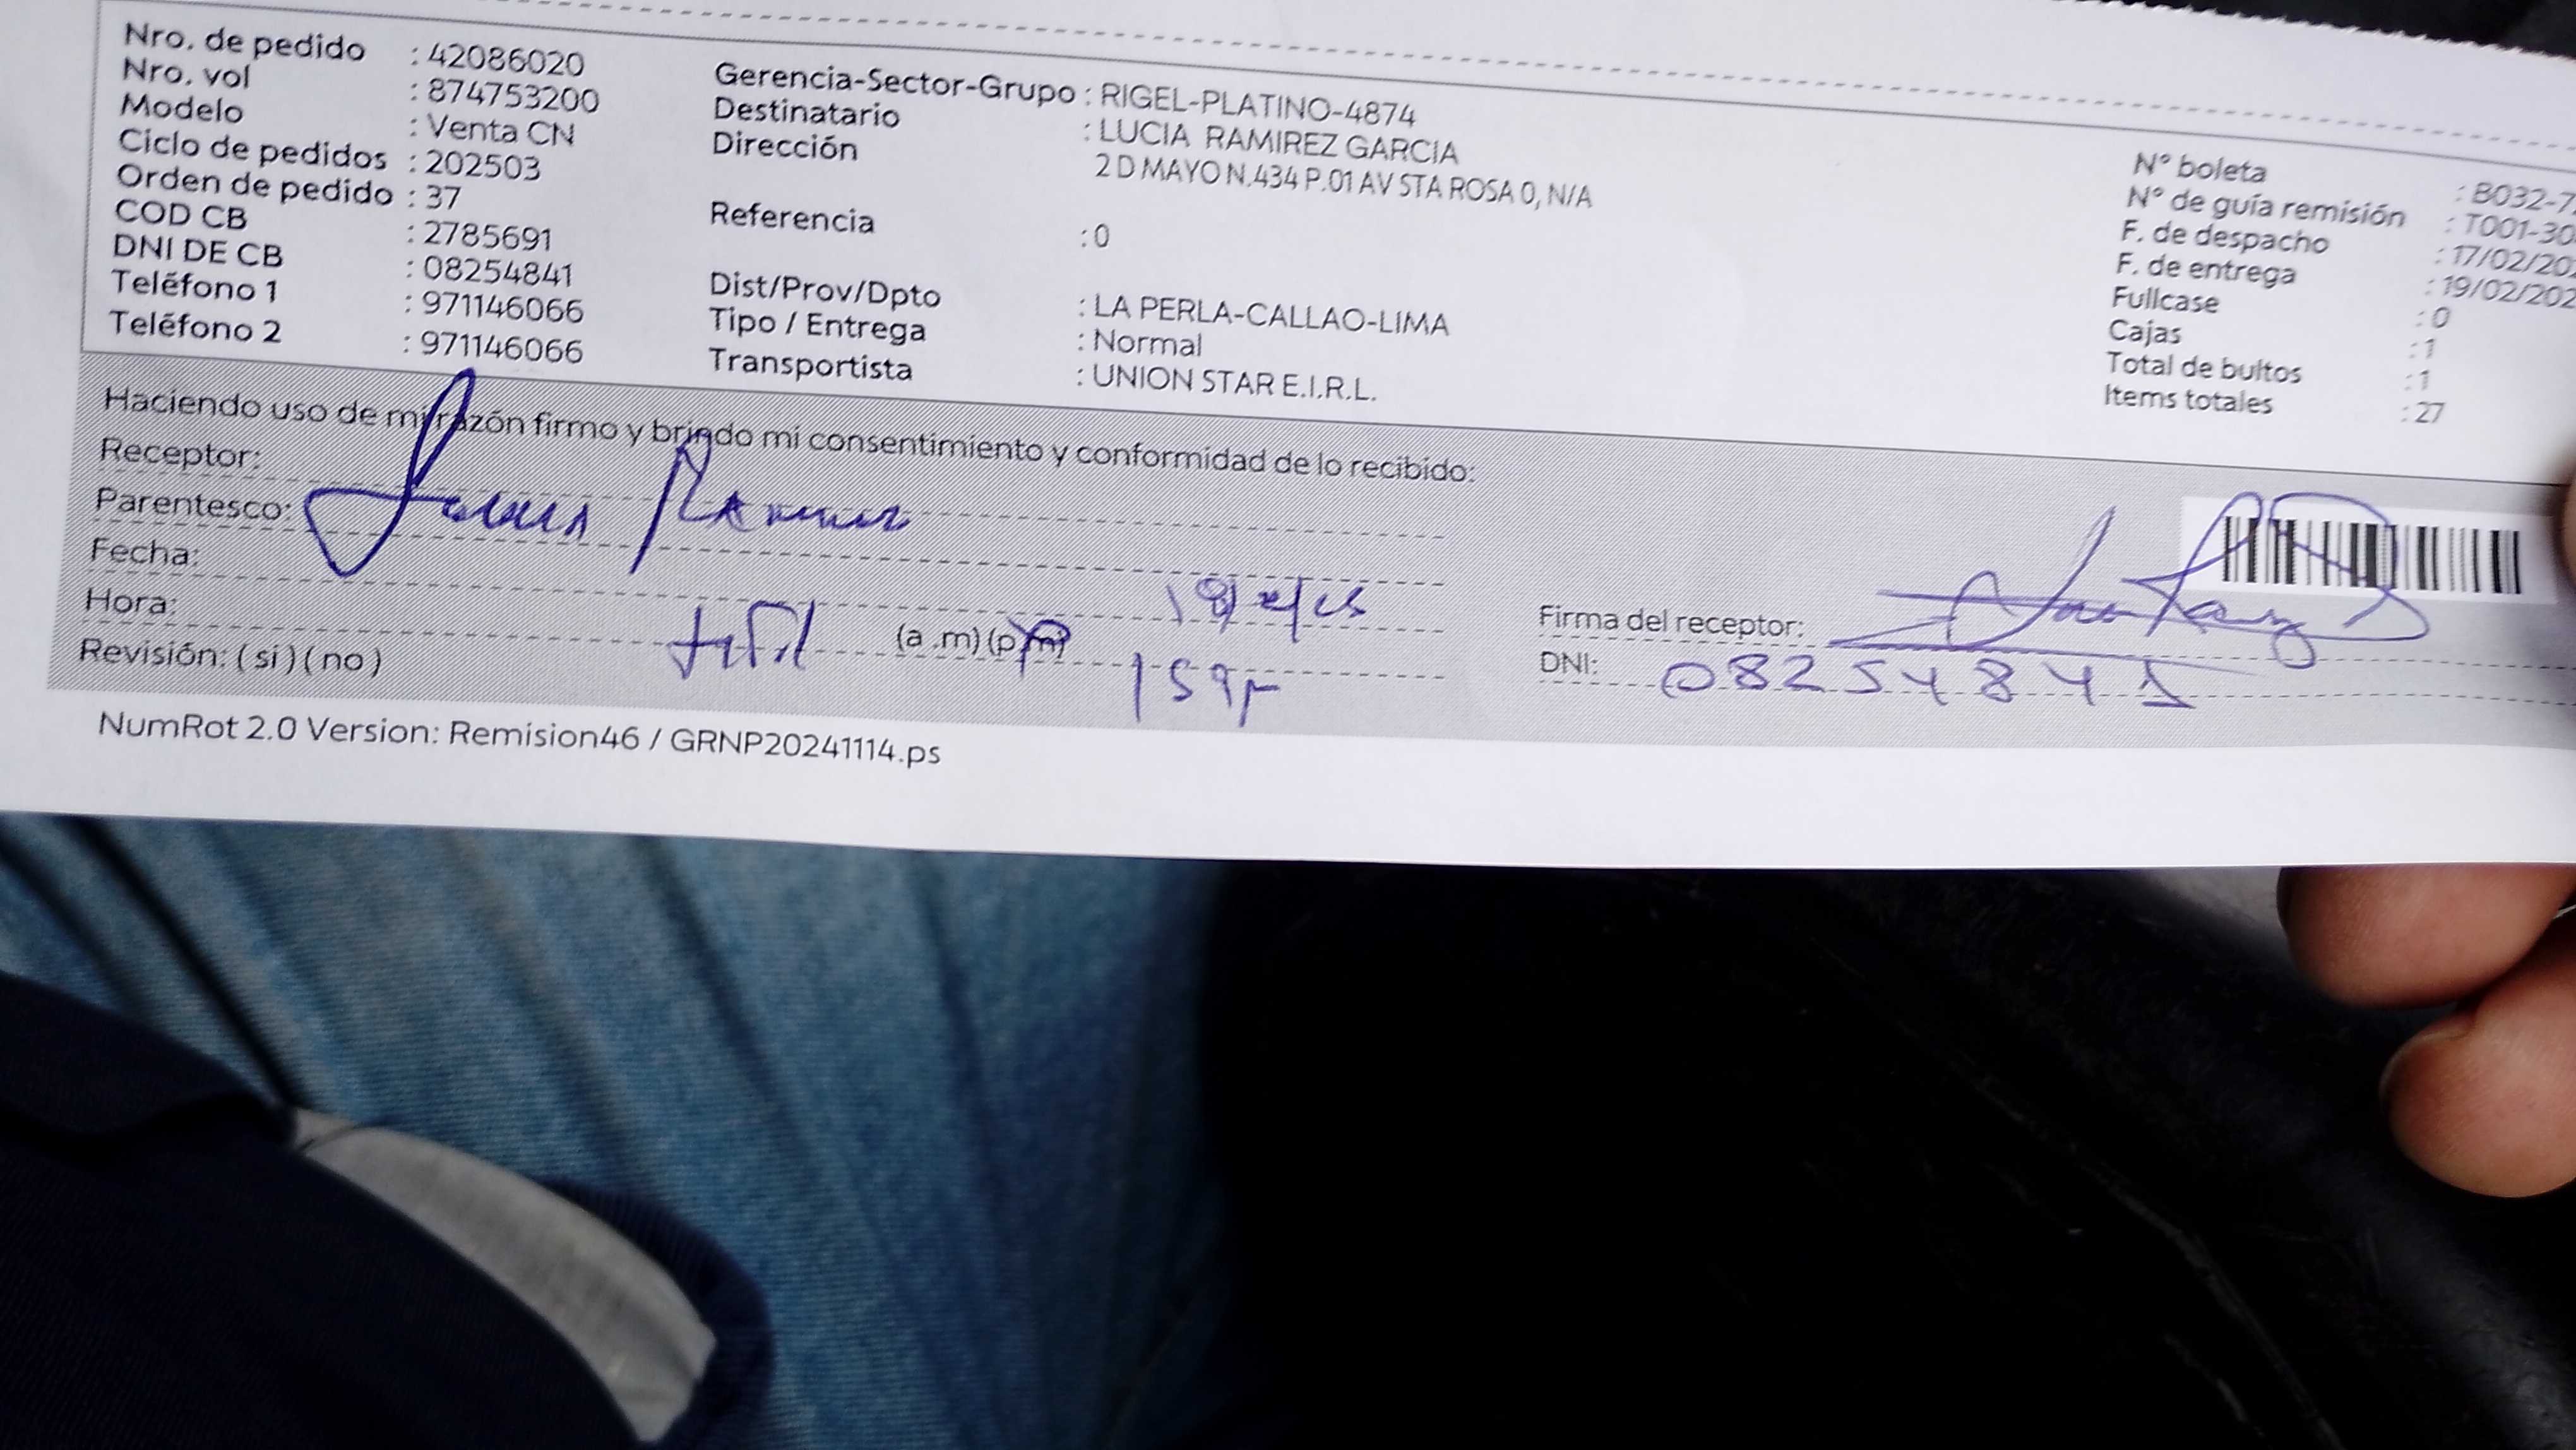 Nro. de pedido : 42086020
Nro. vol : 874753200
Modelo : Venta CN
Ciclo de pedidos : 202503
Orden de pedido : 37
COD CB : 2785691
DNI DE CB : 08254841
Teléfono 1 : 971146066
Teléfono 2 : 971146066
Gerencia-Sector-Grupo : RIGEL-PLATINO-4874
Destinatario : LUCIA RAMIREZ GARCIA
Dirección 2 D MAYO N.434 P.01 AV STA ROSA 0, N/A
Referencia : 0
Dist/Prov/Dpto : LA PERLA-CALLAO-LIMA
Tipo / Entrega : Normal
Transportista : UNION STAR E.I.R.L.
N° boleta : B032-7
N° de guía remisión : T001-30
F. de despacho : 17/02/202
F. de entrega : 19/02/202
Fullcase : 0
Cajas : 1
Total de bultos : 1
Items totales : 27
Haciendo uso de mi razón firmo y brindo mi consentimiento y conformidad de lo recibido:
Receptor:
Parentesco:
Fecha:
Hora: (a .m) (p.m)
Revisión: ( si ) ( no )
Firma del receptor:
DNI: 08254841
NumRot 2.0 Version: Remision46 / GRNP20241114.ps